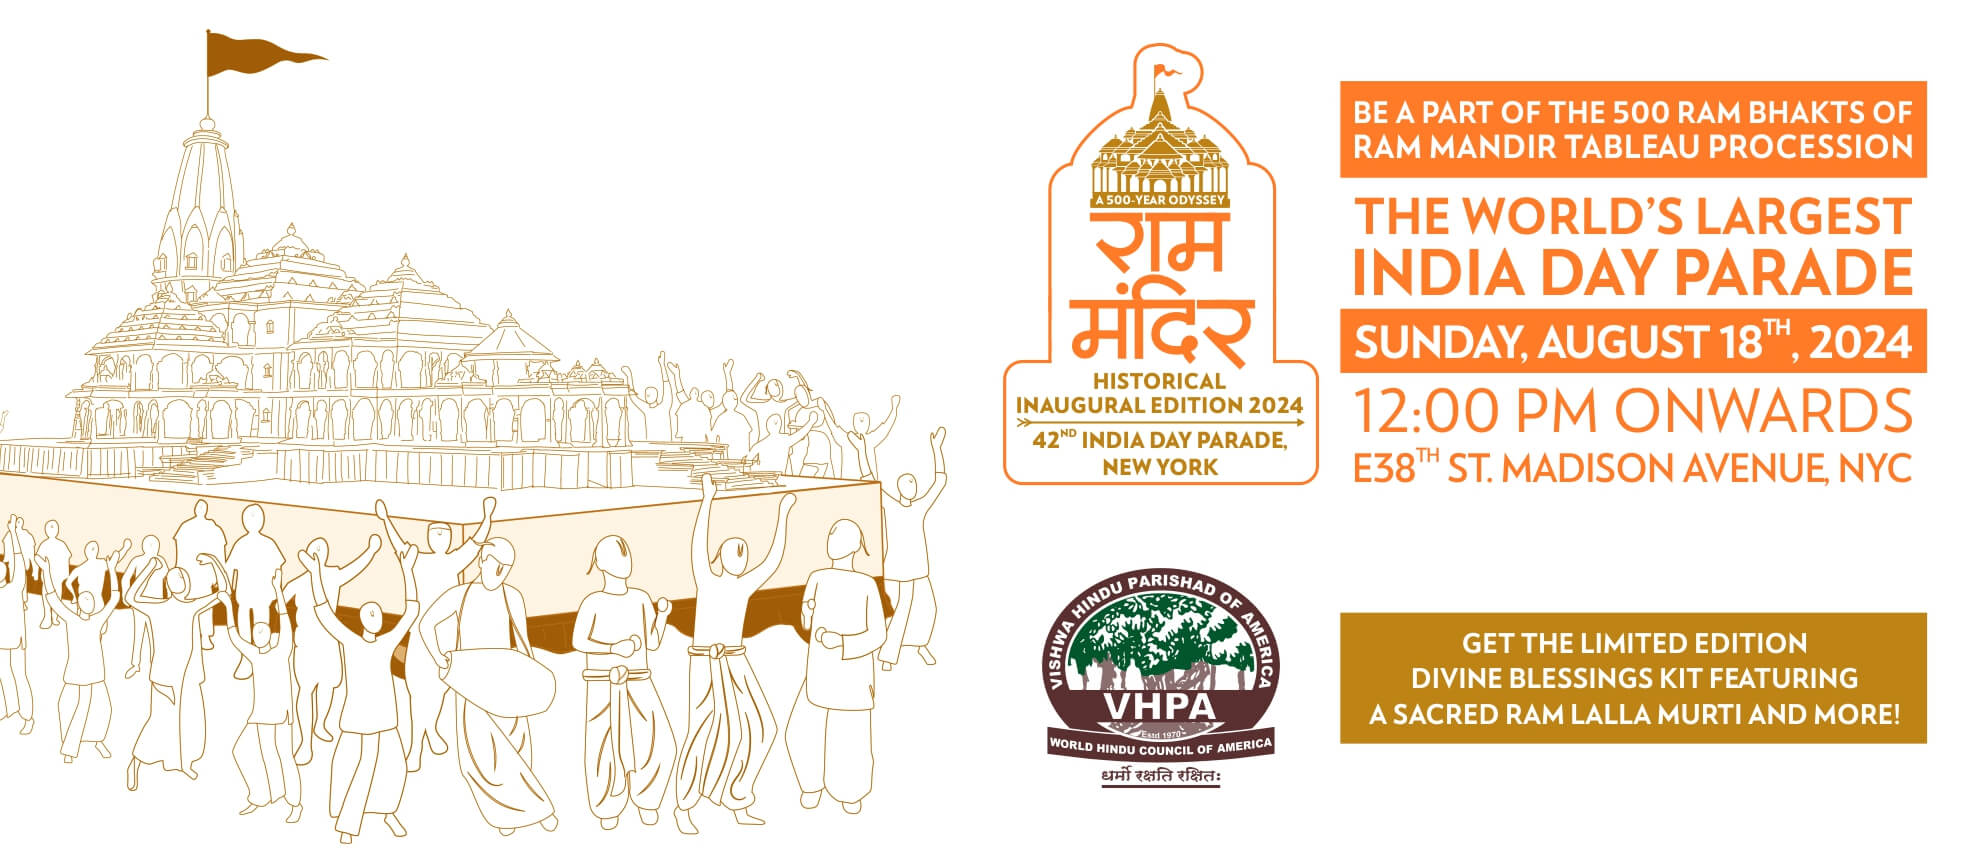 A 500-YEAR ODYSSEY
राम
मंदिर
HISTORICAL
INAUGURAL EDITION 2024
42ND INDIA DAY PARADE,
NEW YORK
BE A PART OF THE 500 RAM BHAKTS OF
RAM MANDIR TABLEAU PROCESSION
THE WORLD'S LARGEST
INDIA DAY PARADE
SUNDAY, AUGUST 18TH, 2024
12:00 PM ONWARDS
E38TH ST. MADISON AVENUE, NYC
VISHWA HINDU PARISHAD OF AMERICA
VHPA
Estd 1970
WORLD HINDU COUNCIL OF AMERICA
धर्मो रक्षति रक्षितः
GET THE LIMITED EDITION
DIVINE BLESSINGS KIT FEATURING
A SACRED RAM LALLA MURTI AND MORE!